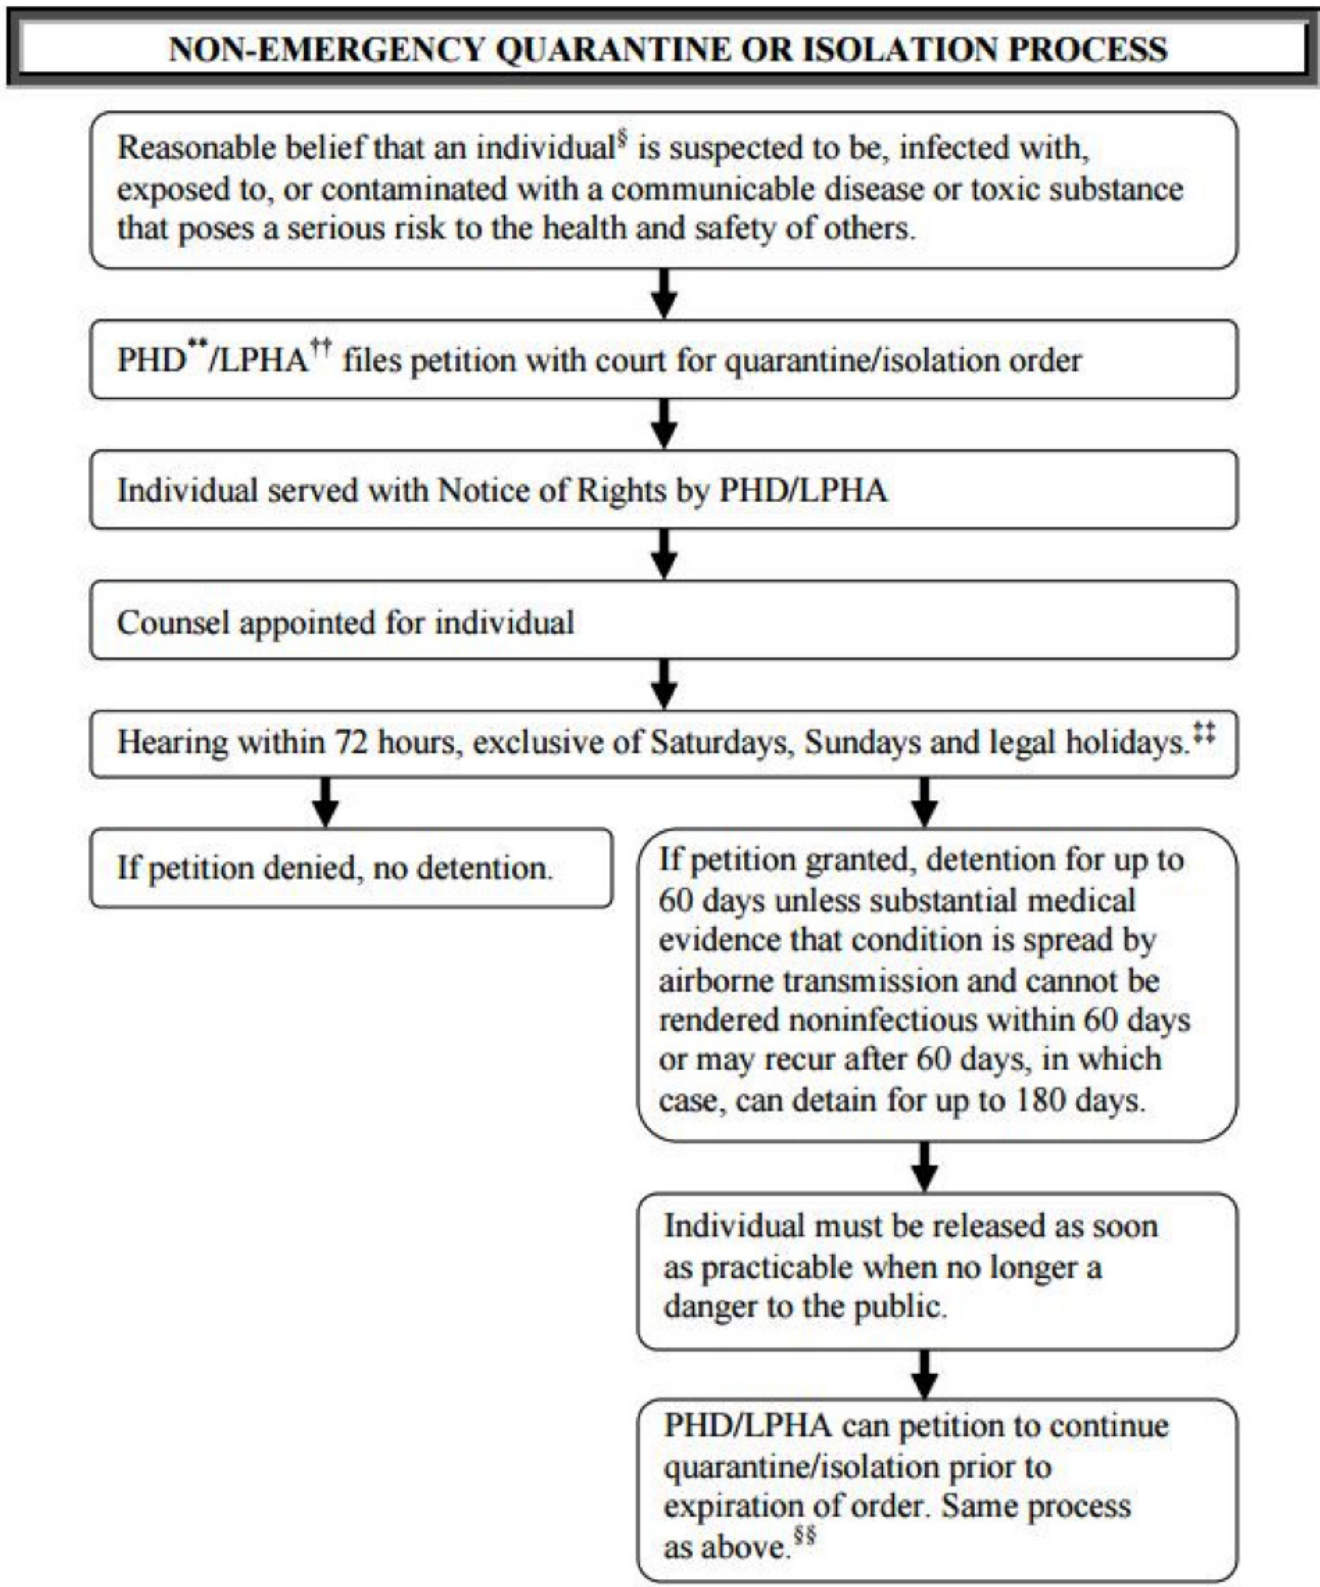 NON-EMERGENCY QUARANTINE OR ISOLATION PROCESS
Reasonable belief that an individual§ is suspected to be, infected with,
exposed to, or contaminated with a communicable disease or toxic substance
that poses a serious risk to the health and safety of others.
PHD**/LPHA†† files petition with court for quarantine/isolation order
Individual served with Notice of Rights by PHD/LPHA
Counsel appointed for individual
Hearing within 72 hours, exclusive of Saturdays, Sundays and legal holidays.‡‡
If petition denied, no detention.
If petition granted, detention for up to
60 days unless substantial medical
evidence that condition is spread by
airborne transmission and cannot be
rendered noninfectious within 60 days
or may recur after 60 days, in which
case, can detain for up to 180 days.
Individual must be released as soon
as practicable when no longer a
danger to the public.
PHD/LPHA can petition to continue
quarantine/isolation prior to
expiration of order. Same process
as above.§§